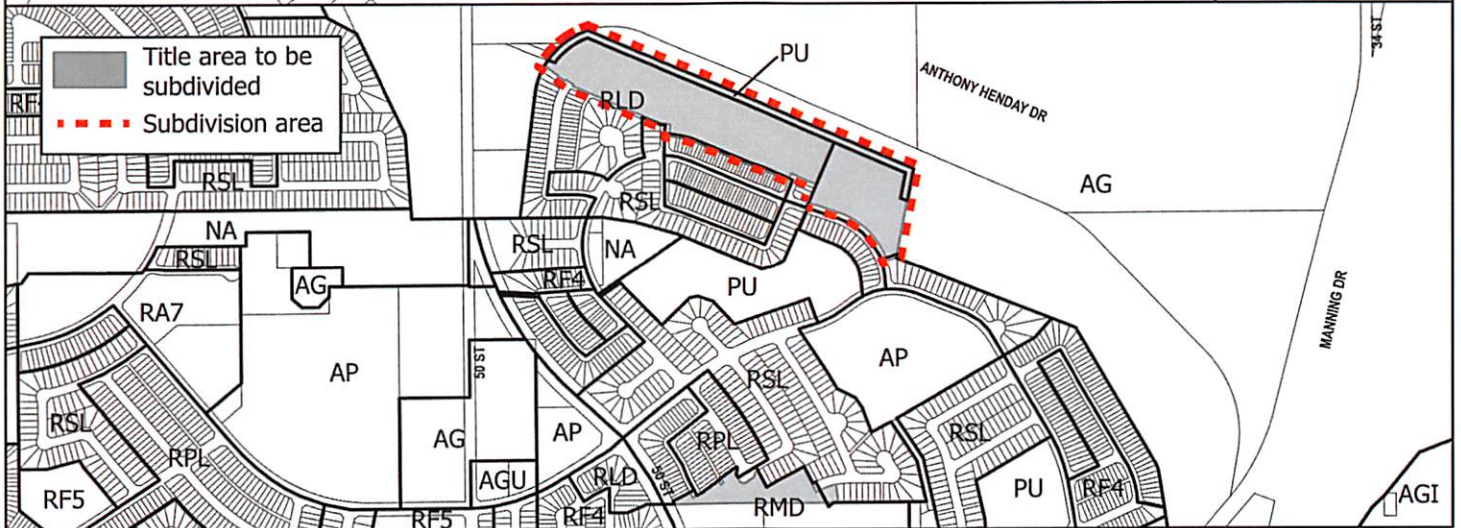 Title area to be
subdivided
Subdivision area
RSL
PU
RLD
ANTHONY HENDAY DR
34 ST
AG
RSL
NA
RSL
AG
RSL
NA
RF4
PU
RA7
AP
50 ST
AP
RSL
MANNING DR
RSL
RPL
AG
AP
RPL
RSL
RF5
AGU
RLD
50 ST
RMD
PU
RF4
AGI
RF5
RF4